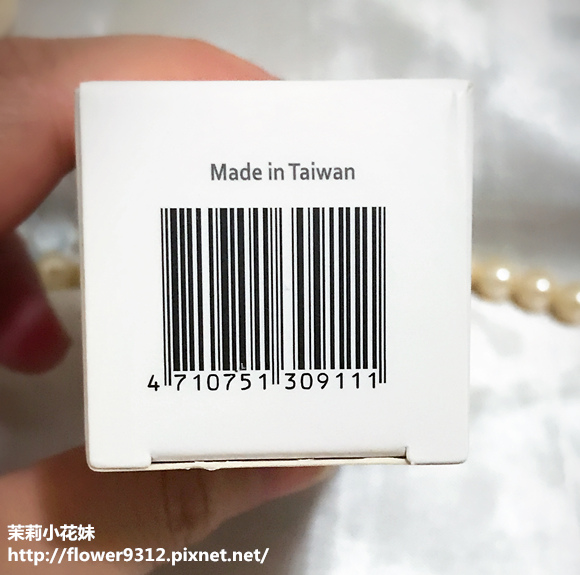 Made in Taiwan
4 710751 309111
茉莉小花妹
http://flower9312.pixnet.net/